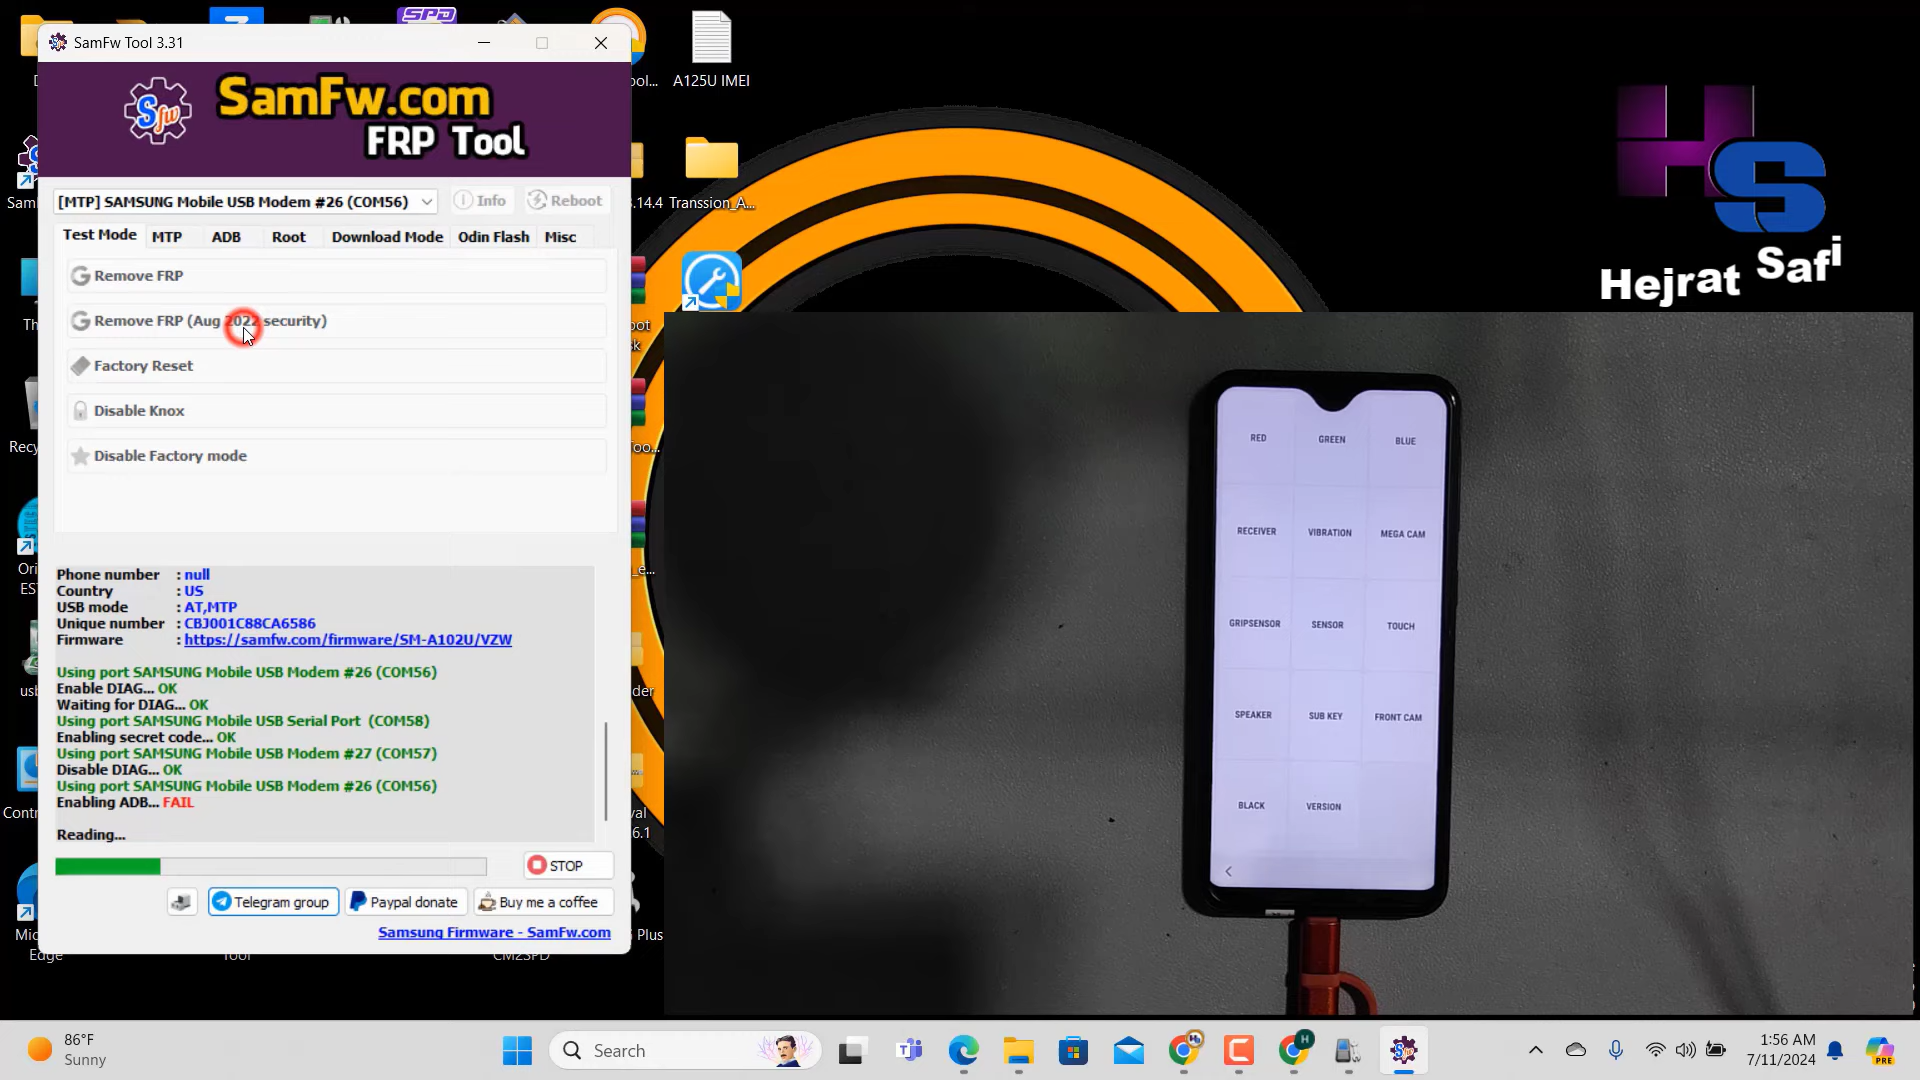 SamFw Tool 3.31
SamFw.com
FRP Tool
[MTP] SAMSUNG Mobile USB Modem #26 (COM56)
Info
Reboot
Test Mode
MTP
ADB
Root
Download Mode
Odin Flash
Misc
Remove FRP
Remove FRP (Aug 2022 security)
Factory Reset
Disable Knox
Disable Factory mode
Phone number : null
Country : US
USB mode : AT,MTP
Unique number : CBJ001C88CA6586
Firmware : https://samfw.com/firmware/SM-A102U/VZW
Using port SAMSUNG Mobile USB Modem #26 (COM56)
Enable DIAG... OK
Waiting for DIAG... OK
Using port SAMSUNG Mobile USB Serial Port (COM58)
Enabling secret code... OK
Using port SAMSUNG Mobile USB Modem #27 (COM57)
Disable DIAG... OK
Using port SAMSUNG Mobile USB Modem #26 (COM56)
Enabling ADB... FAIL
Reading...
STOP
Telegram group
Paypal donate
Buy me a coffee
Samsung Firmware - SamFw.com
SPD
A125U IMEI
Transsion_A...
Edge
Tool
CM2SPD
Plus
HS
Hejrat Safi
RED GREEN BLUE
RECEIVER VIBRATION MEGA CAM
GRIPSENSOR SENSOR TOUCH
SPEAKER SUB KEY FRONT CAM
BLACK VERSION
86°F
Sunny
Search
1:56 AM
7/11/2024
PRE